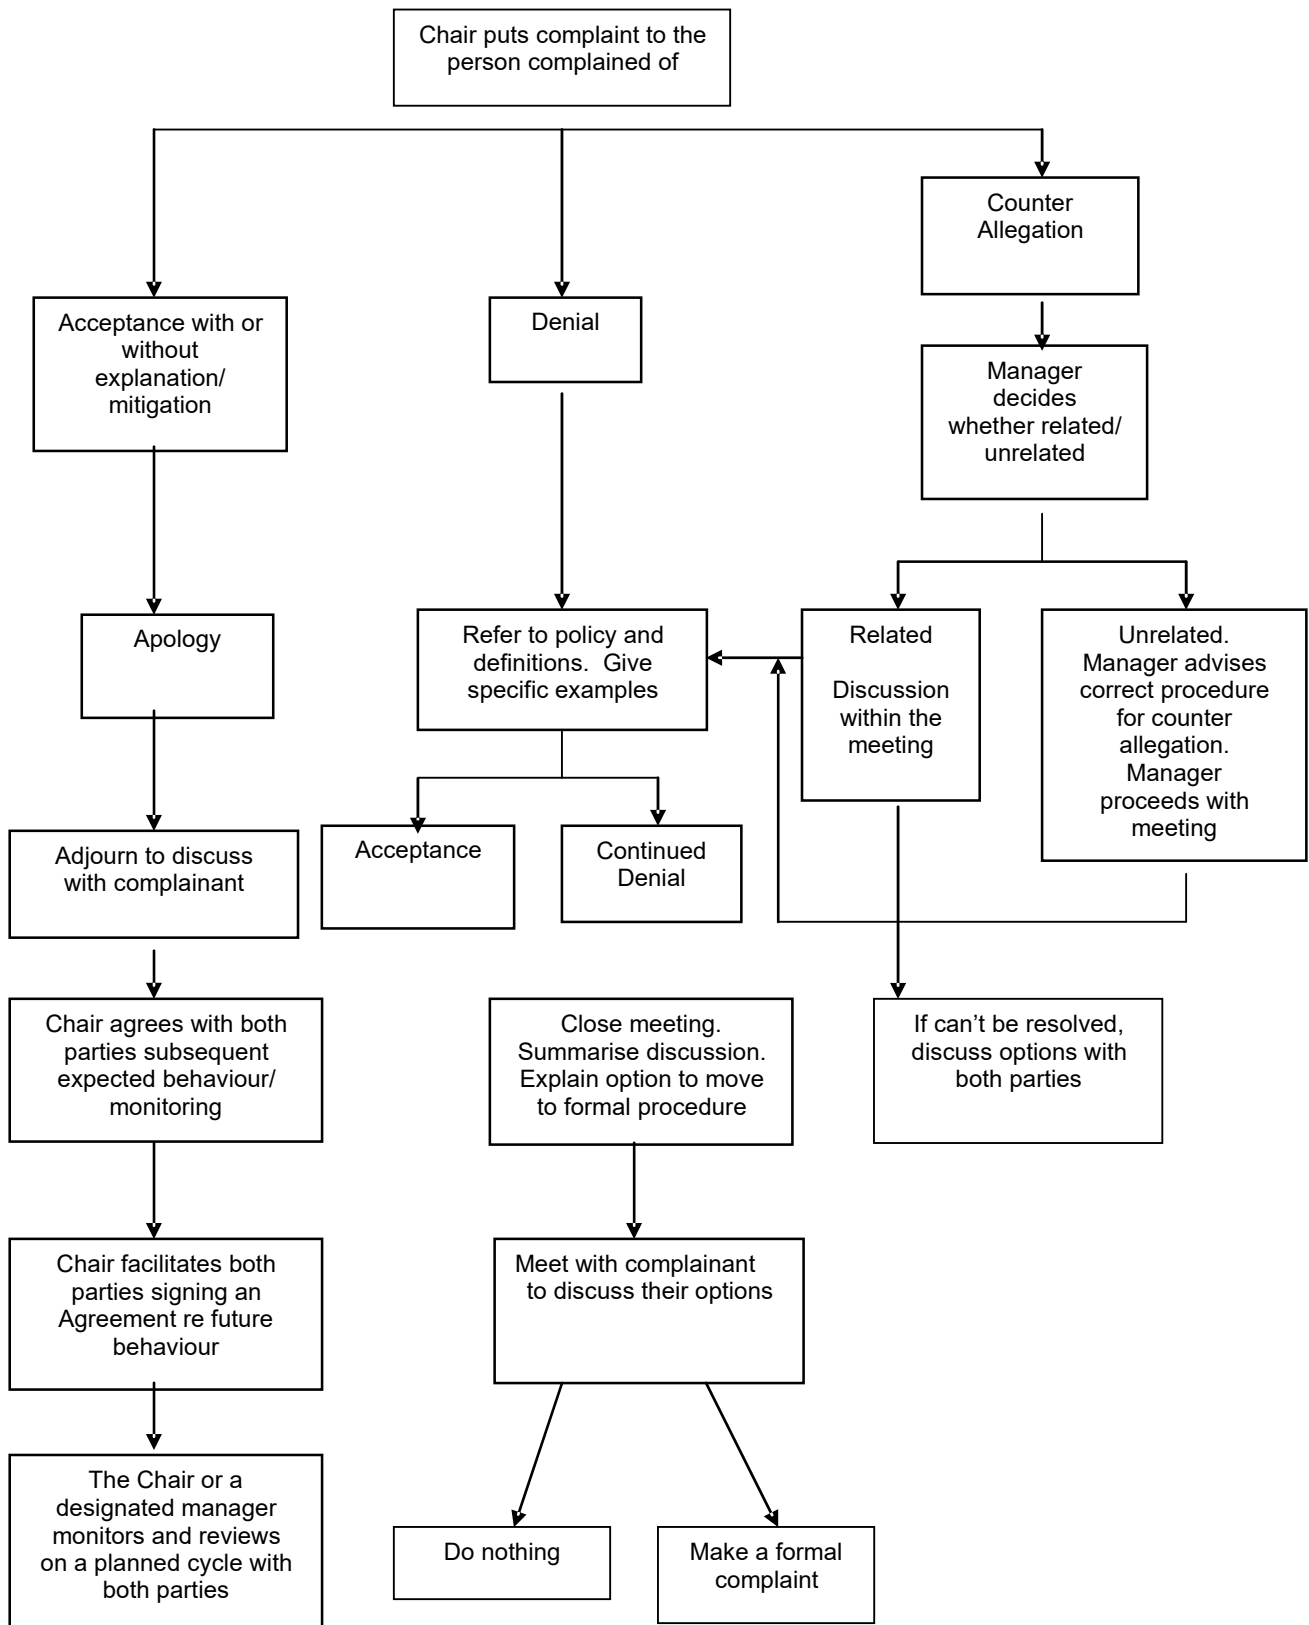 Chair puts complaint to the
person complained of
Counter
Allegation
Acceptance with or
without
explanation/
mitigation
Denial
Manager
decides
whether related/
unrelated
Apology
Refer to policy and
definitions.  Give
specific examples
Related
Discussion
within the
meeting
Unrelated.
Manager advises
correct procedure
for counter
allegation.
Manager
proceeds with
meeting
Adjourn to discuss
with complainant
Acceptance
Continued
Denial
Chair agrees with both
parties subsequent
expected behaviour/
monitoring
Close meeting.
Summarise discussion.
Explain option to move
to formal procedure
If can’t be resolved,
discuss options with
both parties
Chair facilitates both
parties signing an
Agreement re future
behaviour
Meet with complainant
to discuss their options
The Chair or a
designated manager
monitors and reviews
on a planned cycle with
both parties
Do nothing
Make a formal
complaint